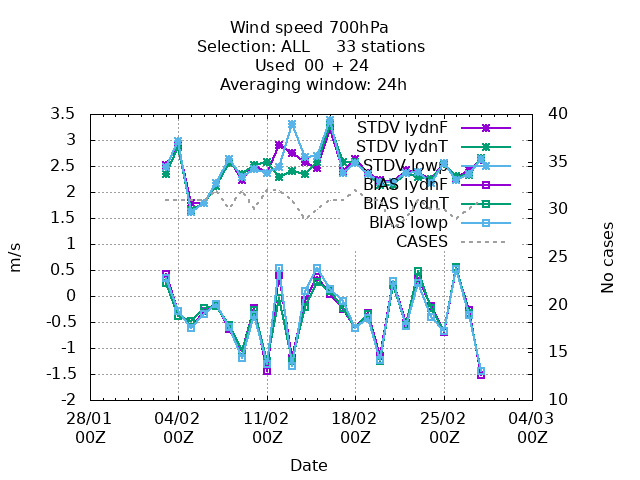 Wind speed 700hPa
Selection: ALL 33 stations
Used 00 + 24
Averaging window: 24h
3.5
3
2.5
2
1.5
1
0.5
0
-0.5
-1
-1.5
-2
m/s
40
35
30
25
20
15
10
No cases
STDV lydnF
STDV lydnT
STDV lowp
BIAS lydnF
BIAS lydnT
BIAS lowp
CASES
28/01 04/02 11/02 18/02 25/02 04/03
00Z 00Z 00Z 00Z 00Z 00Z
Date